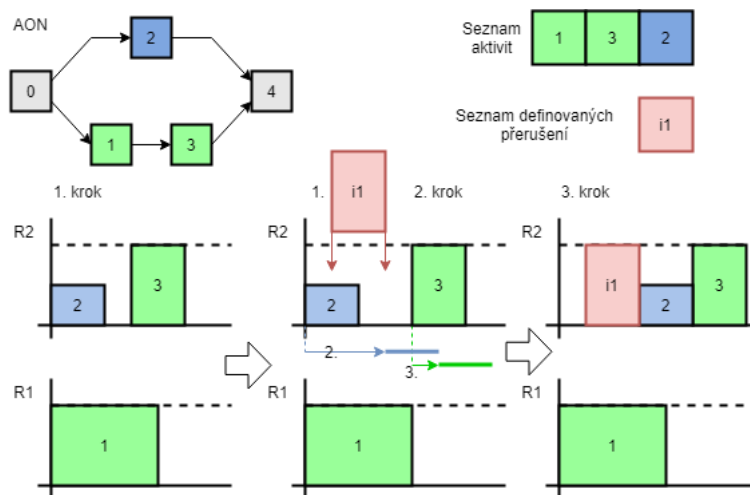 AON
0
2
1
3
4
Seznam
aktivit
1
3
2
Seznam definovaných
přerušení
i1
1. krok
R2
2
3
R1
1
1.
i1
2. krok
R2
2
3
2.
3.
R1
1
3. krok
R2
i1
2
3
R1
1